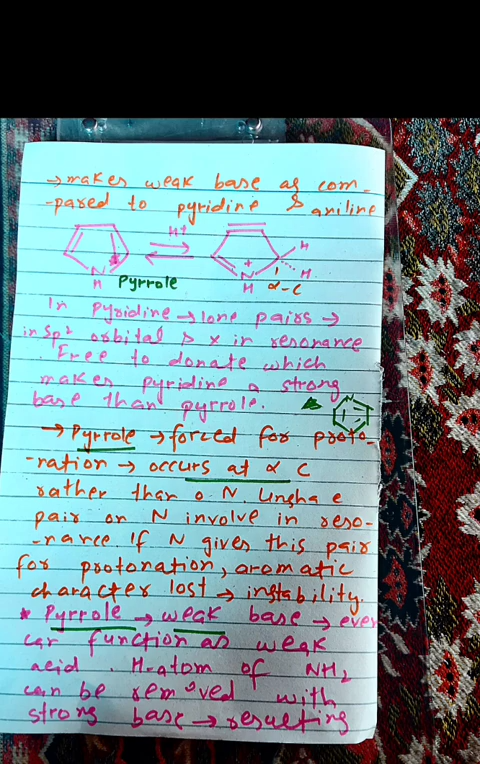 → makes weak base as com-
-pared to pyridine & aniline
H+
H
N
H
Pyrrole
+
N
H
H
α-C
In Pyridine → lone pairs →
in Sp² orbital & x in resonance
Free to donate which
makes pyridine a strong
base than pyrrole.
→ Pyrrole → forced for proto-
-nation → occurs at α C
rather than o N. Unsha e
pair on N involve in reso-
-nance. If N gives this pair
for protonation, aromatic
character lost → instability.
* Pyrrole → weak base → even
can function as weak
acid. H-atom of NH2
can be removed with
strong base → resulting